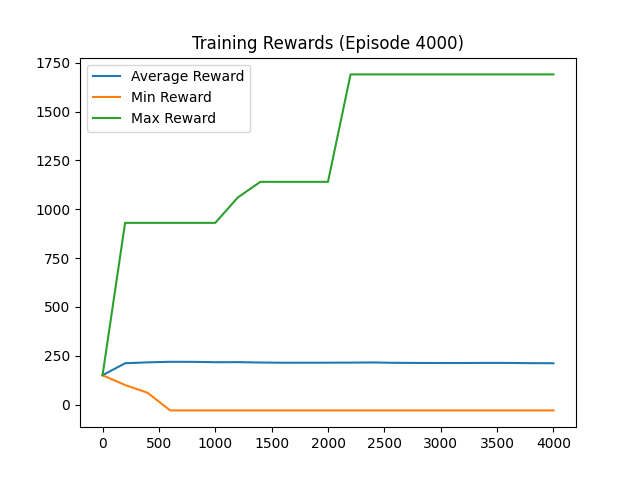 Training Rewards (Episode 4000)
1750
1500
1250
1000
750
500
250
0
Average Reward
Min Reward
Max Reward
0 500 1000 1500 2000 2500 3000 3500 4000